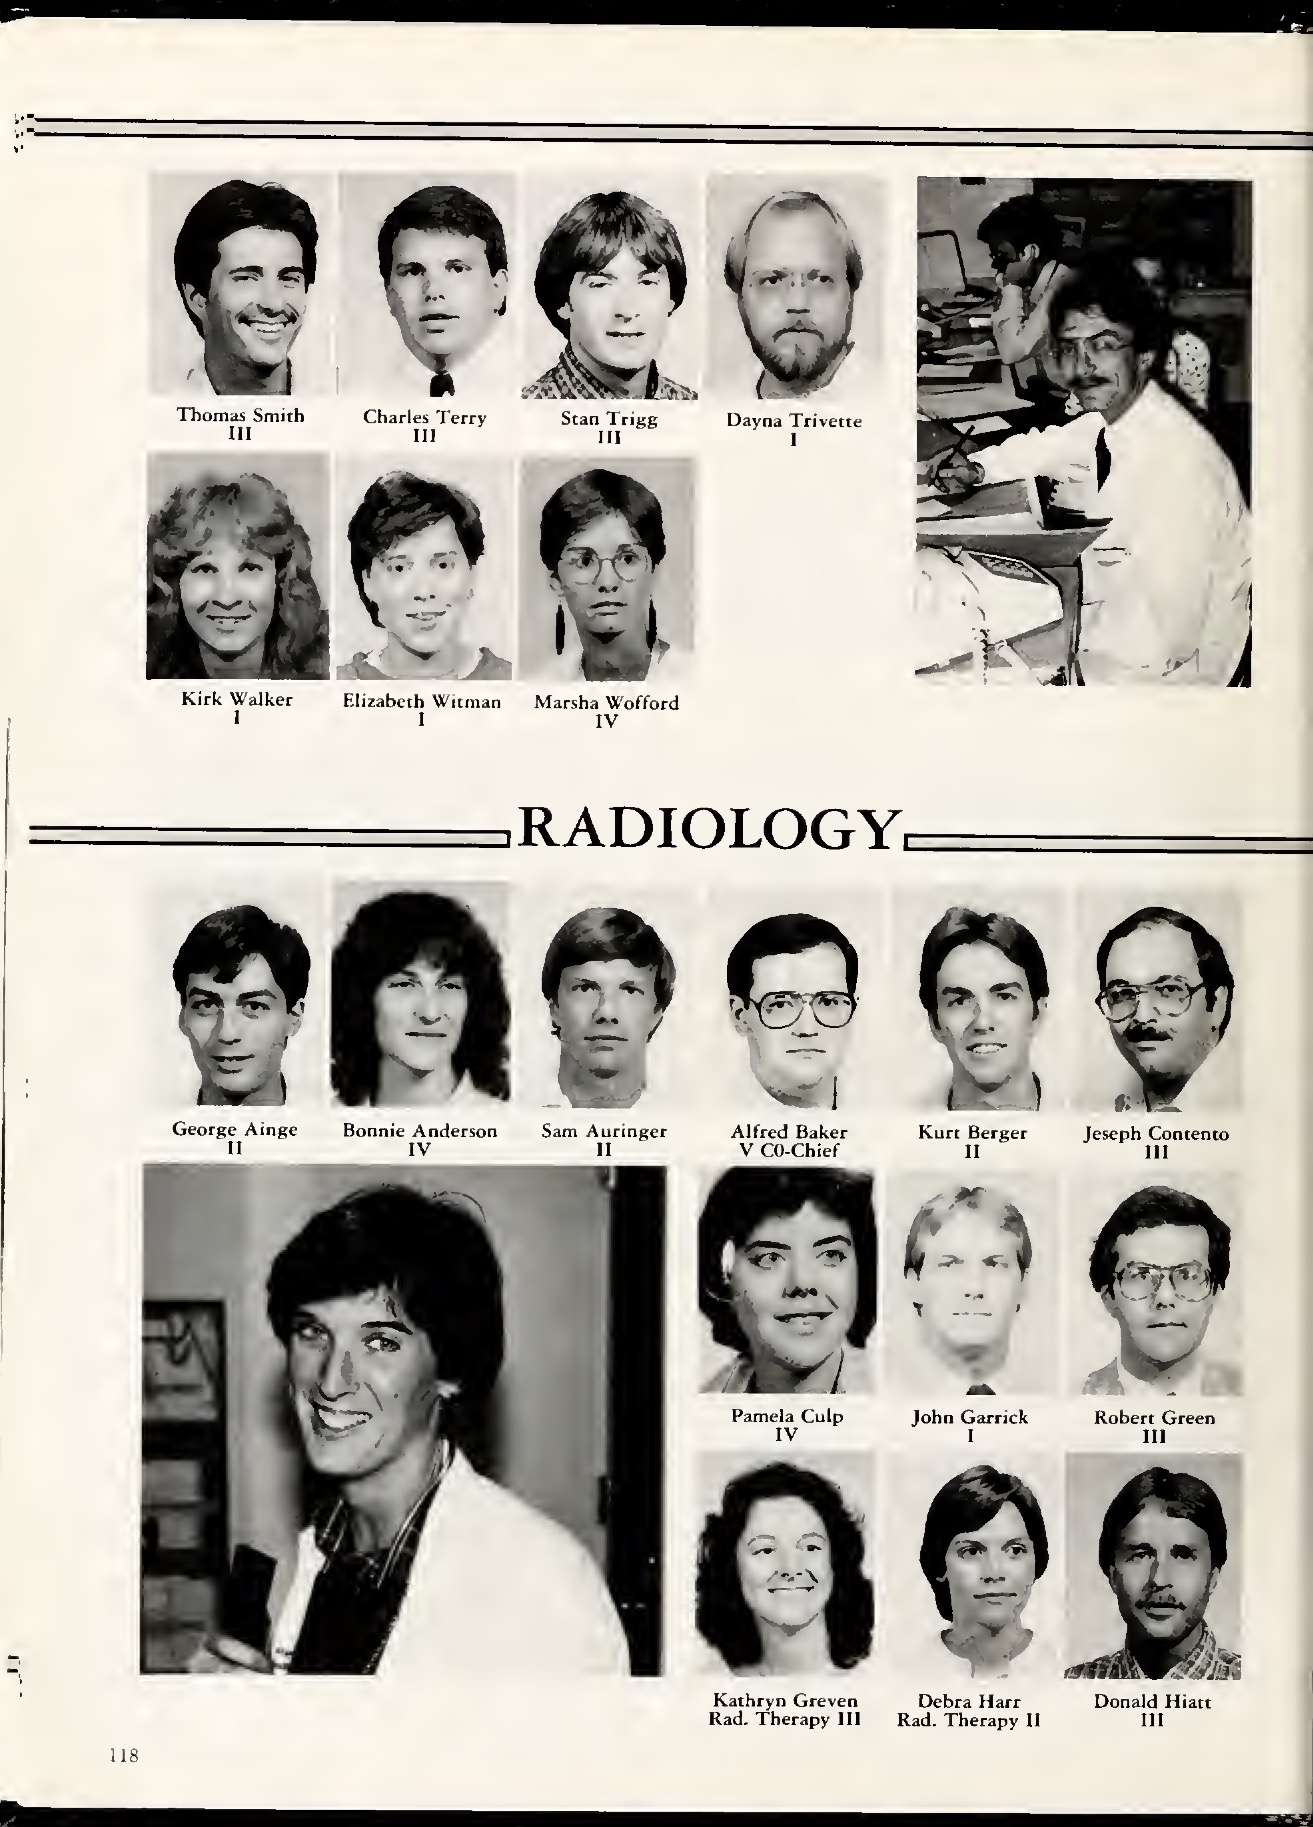 Thomas Smith
III
Charles Terry
III
Stan Trigg
III
Dayna Trivette
I
Kirk Walker
I
Elizabeth Witman
I
Marsha Wofford
IV
RADIOLOGY
George Ainge
II
Bonnie Anderson
IV
Sam Auringer
II
Alfred Baker
V CO-Chief
Kurt Berger
II
Jeseph Contento
III
Pamela Culp
IV
John Garrick
I
Robert Green
III
Kathryn Greven
Rad. Therapy III
Debra Harr
Rad. Therapy II
Donald Hiatt
III
118